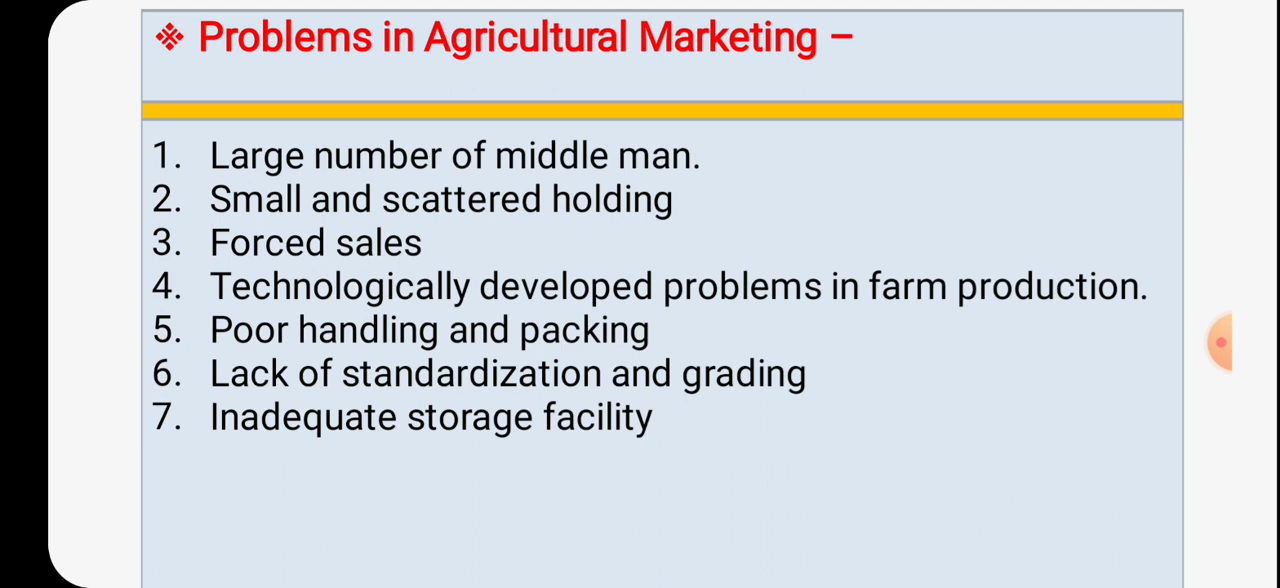 ❖ Problems in Agricultural Marketing –
1. Large number of middle man.
2. Small and scattered holding
3. Forced sales
4. Technologically developed problems in farm production.
5. Poor handling and packing
6. Lack of standardization and grading
7. Inadequate storage facility